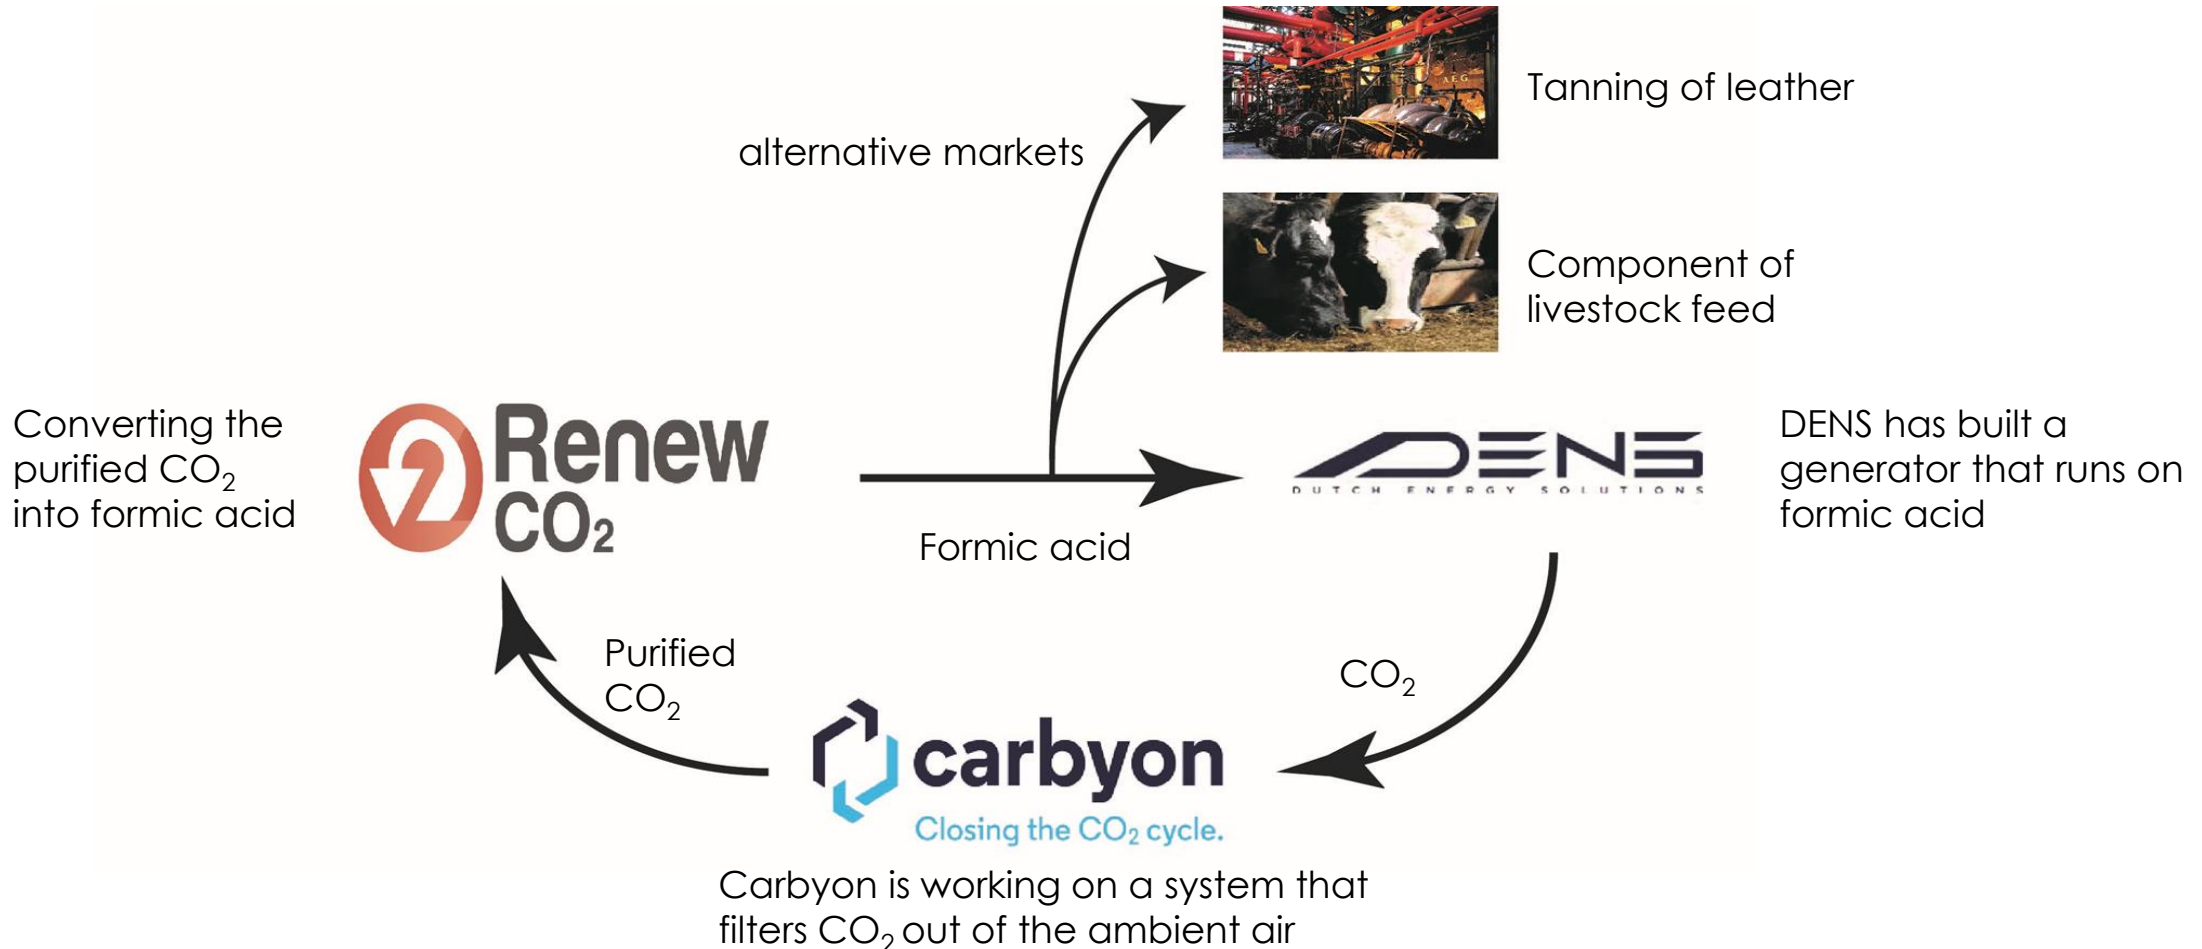 Tanning of leather
AEG
alternative markets
Component of
livestock feed
Converting the
purified CO₂
into formic acid
Renew
CO₂
DENS
DUTCH ENERGY SOLUTIONS
DENS has built a
generator that runs on
formic acid
Formic acid
Purified
CO₂
CO₂
carbyon
Closing the CO₂ cycle.
Carbyon is working on a system that
filters CO₂ out of the ambient air